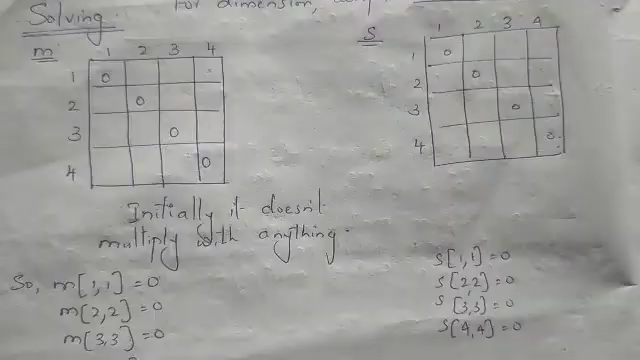 Solving
For dimension,
m
1 2 3 4
1 0
2 0
3 0
4 0
S
1 2 3 4
1 0
2 0
3 0
4 0
Initially it doesn't
multiply with anything.
So, m[1,1] = 0
m[2,2] = 0
m[3,3] = 0
S[1,1] = 0
S[2,2] = 0
S[3,3] = 0
S[4,4] = 0